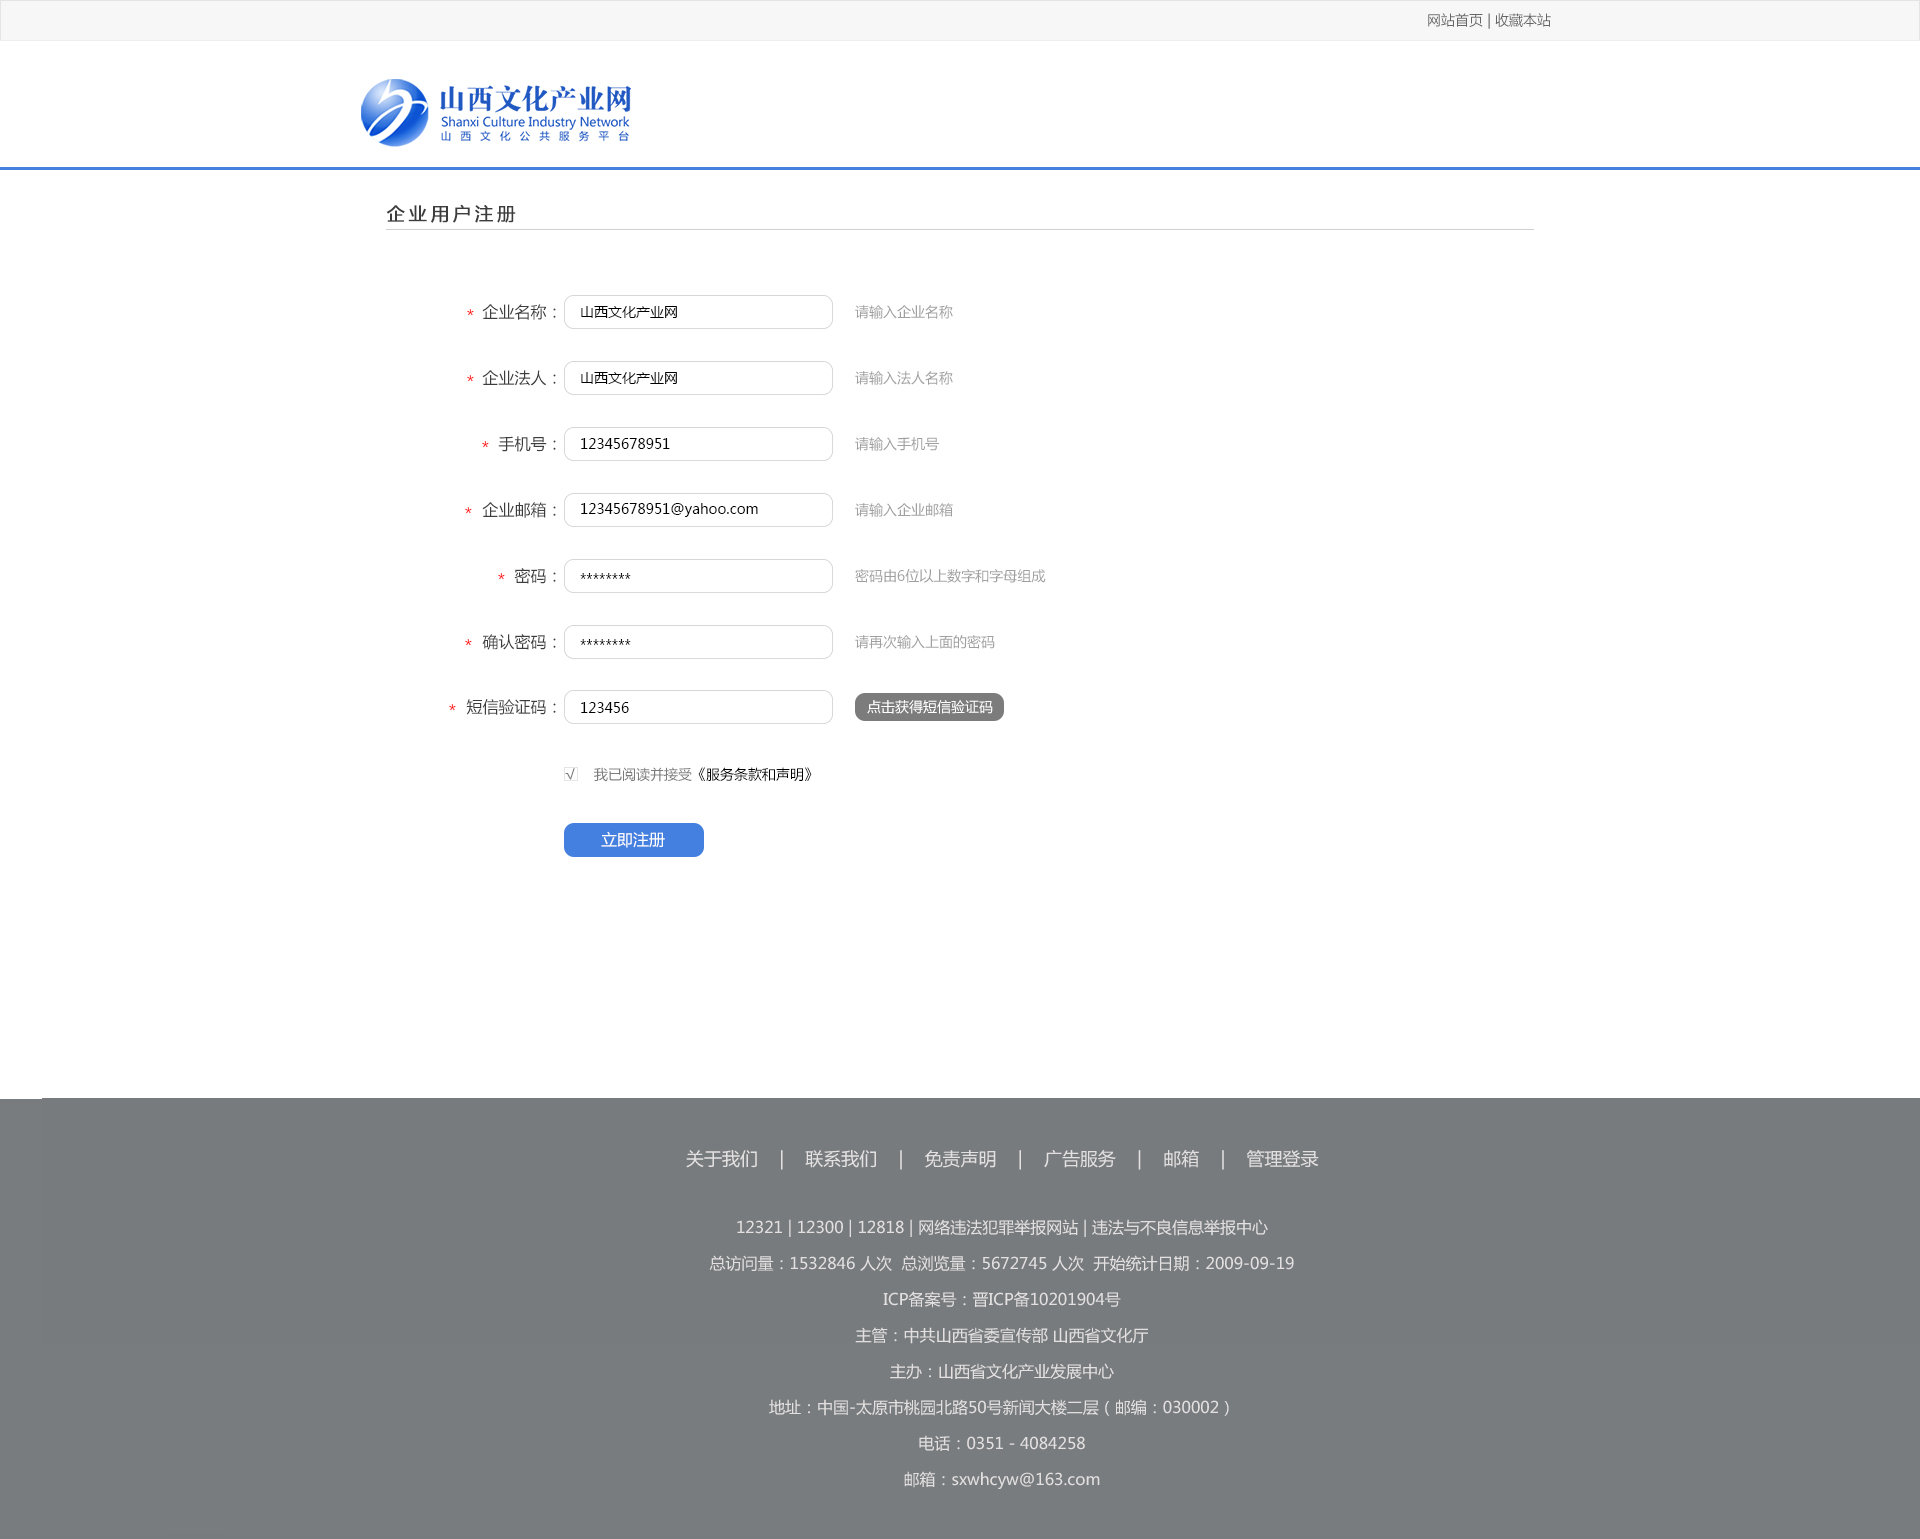 网站首页 | 收藏本站
山西文化产业网
Shanxi Culture Industry Network
山西文化公共服务平台
企业用户注册
* 企业名称： 山西文化产业网 请输入企业名称
* 企业法人： 山西文化产业网 请输入法人名称
* 手机号： 12345678951 请输入手机号
* 企业邮箱： 12345678951@yahoo.com 请输入企业邮箱
* 密码： ******** 密码由6位以上数字和字母组成
* 确认密码： ******** 请再次输入上面的密码
* 短信验证码： 123456 点击获得短信验证码
√ 我已阅读并接受《服务条款和声明》
立即注册
关于我们 | 联系我们 | 免责声明 | 广告服务 | 邮箱 | 管理登录
12321 | 12300 | 12818 | 网络违法犯罪举报网站 | 违法与不良信息举报中心
总访问量：1532846 人次 总浏览量：5672745 人次 开始统计日期：2009-09-19
ICP备案号：晋ICP备10201904号
主管：中共山西省委宣传部 山西省文化厅
主办：山西省文化产业发展中心
地址：中国-太原市桃园北路50号新闻大楼二层（邮编：030002）
电话：0351 - 4084258
邮箱：sxwhcyw@163.com